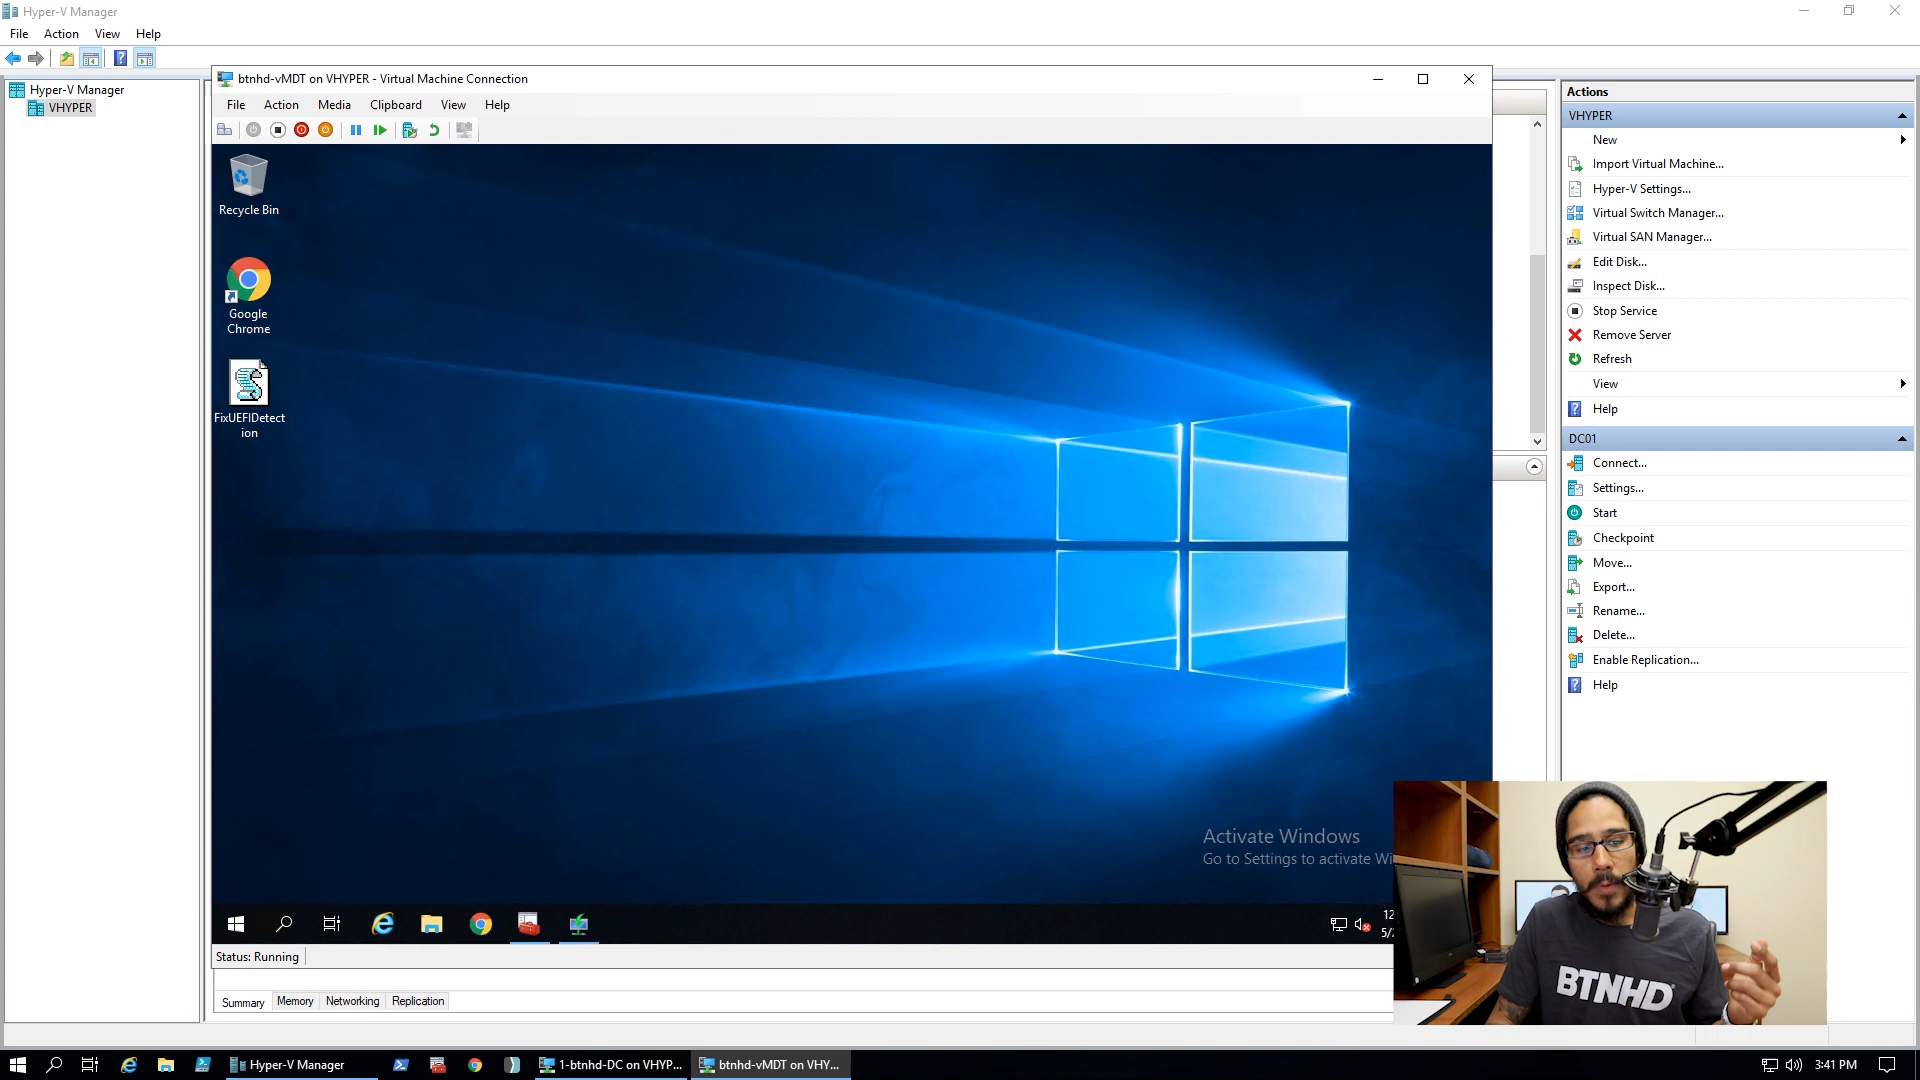 Hyper-V Manager
File Action View Help
Hyper-V Manager
VHYPER
btnhd-vMDT on VHYPER - Virtual Machine Connection
File Action Media Clipboard View Help
Recycle Bin
Google
Chrome
FixUEFIDetect
ion
Activate Windows
Go to Settings to activate Wi
12
5/2
Status: Running
Summary Memory Networking Replication
Actions
VHYPER
New
Import Virtual Machine...
Hyper-V Settings...
Virtual Switch Manager...
Virtual SAN Manager...
Edit Disk...
Inspect Disk...
Stop Service
Remove Server
Refresh
View
Help
DC01
Connect...
Settings...
Start
Checkpoint
Move...
Export...
Rename...
Delete...
Enable Replication...
Help
BTNHD
Hyper-V Manager
1-btnhd-DC on VHYP...
btnhd-vMDT on VHY...
3:41 PM